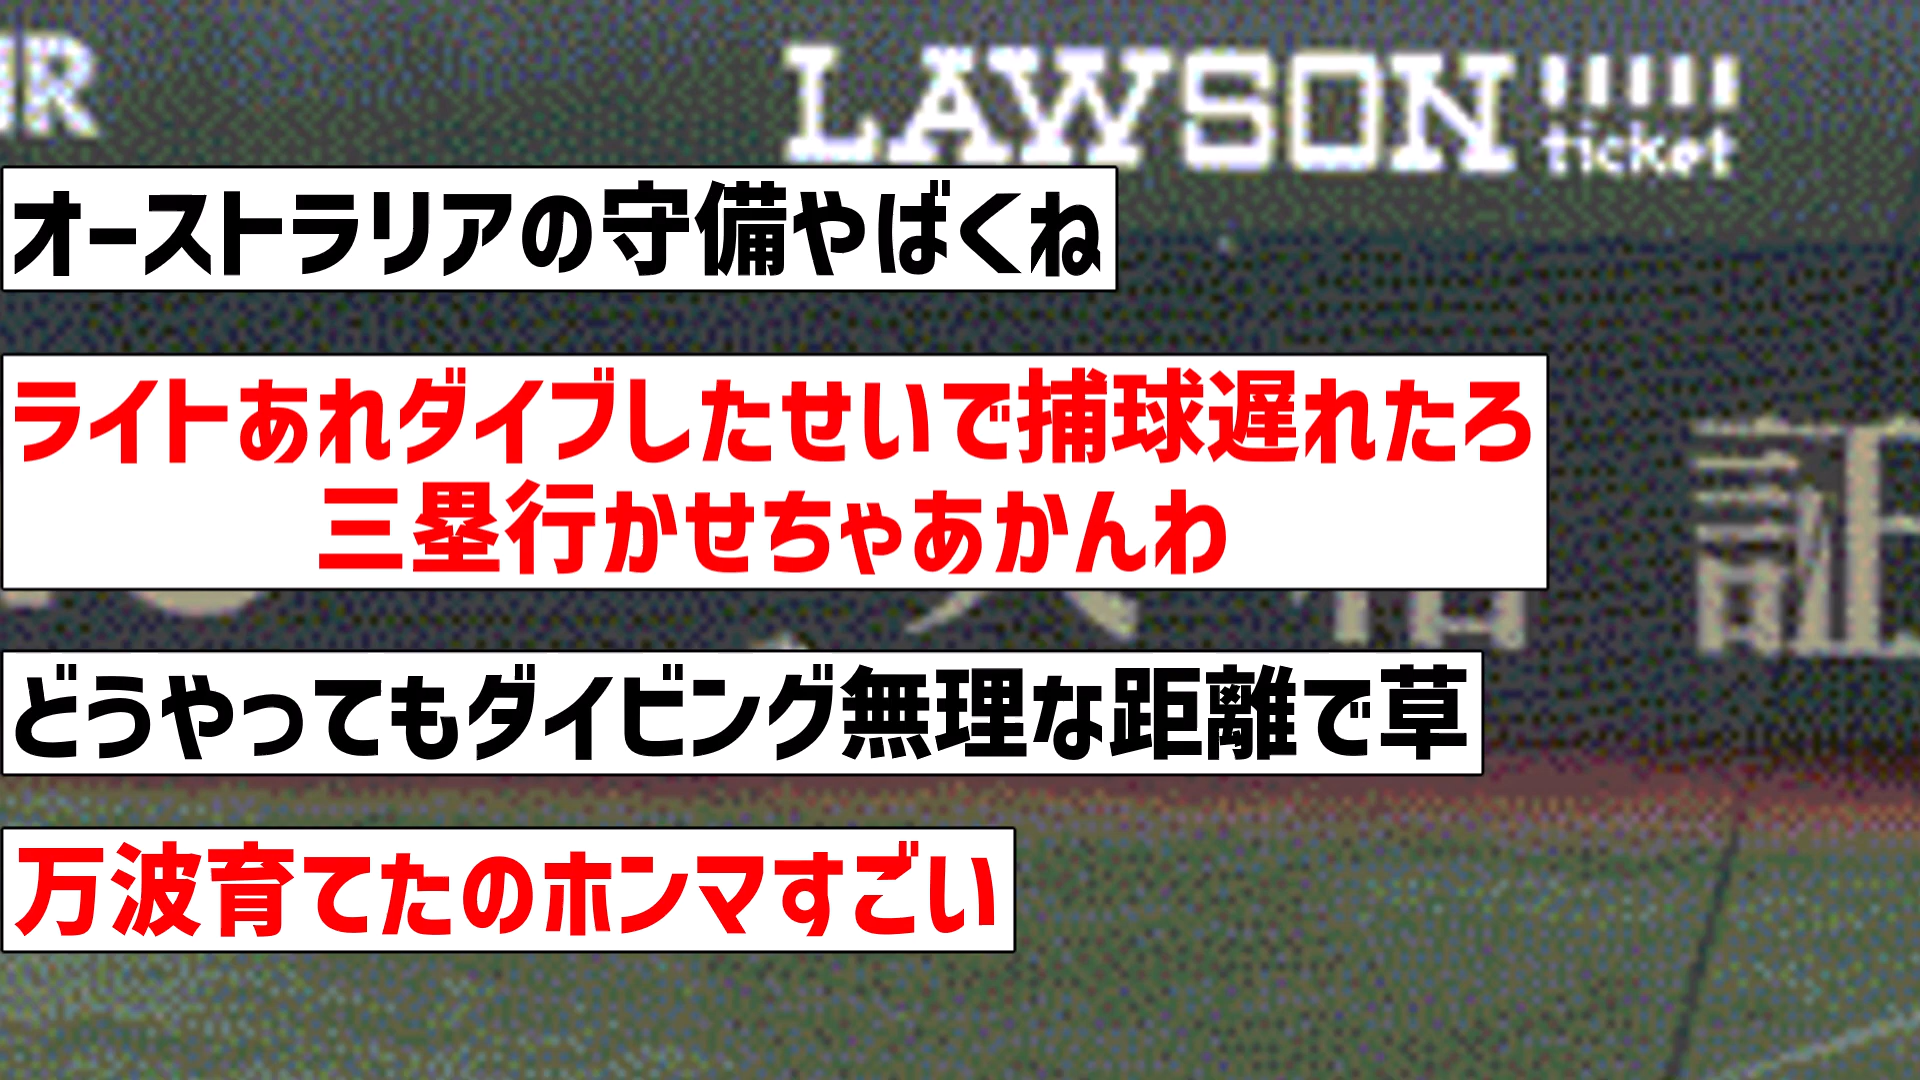 R
LAWSON
ticket
オーストラリアの守備やばくね
ライトあれダイブしたせいで捕球遅れたろ
三塁行かせちゃあかんわ
証
どうやってもダイビング無理な距離で草
万波育てたのホンマすごい